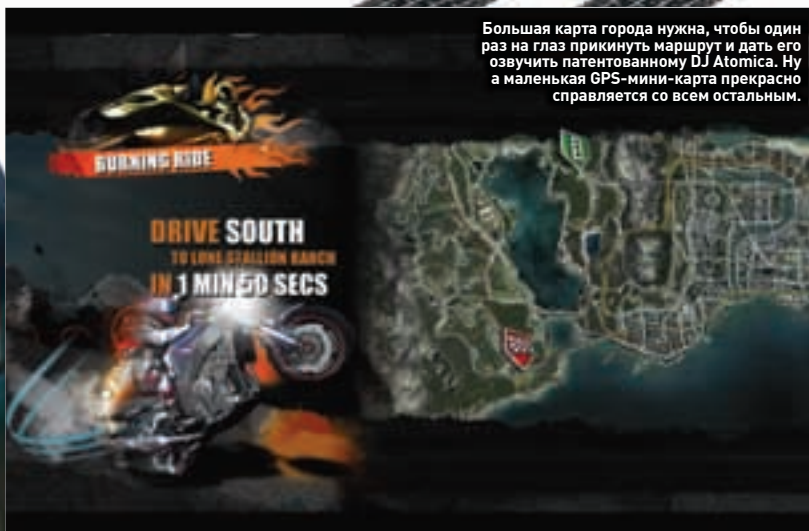 Большая карта города нужна, чтобы один
раз на глаз прикинуть маршрут и дать его
озвучить патентованному DJ Atomica. Ну
а маленькая GPS-мини-карта прекрасно
справляется со всем остальным.
BURNING RIDE
DRIVE SOUTH
TO LONE STALLION RANCH
IN 1 MIN 50 SECS